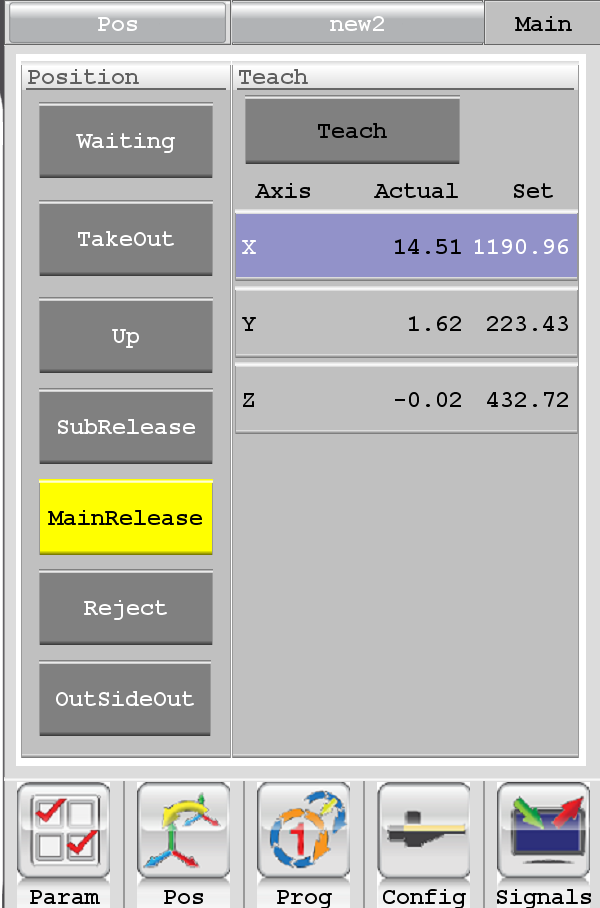 Pos new2 Main
Position Teach
Waiting
TakeOut
Up
SubRelease
MainRelease
Reject
OutSideOut
Teach
Axis Actual Set
X 14.51 1190.96
Y 1.62 223.43
Z -0.02 432.72
1
Param Pos Prog Config Signals